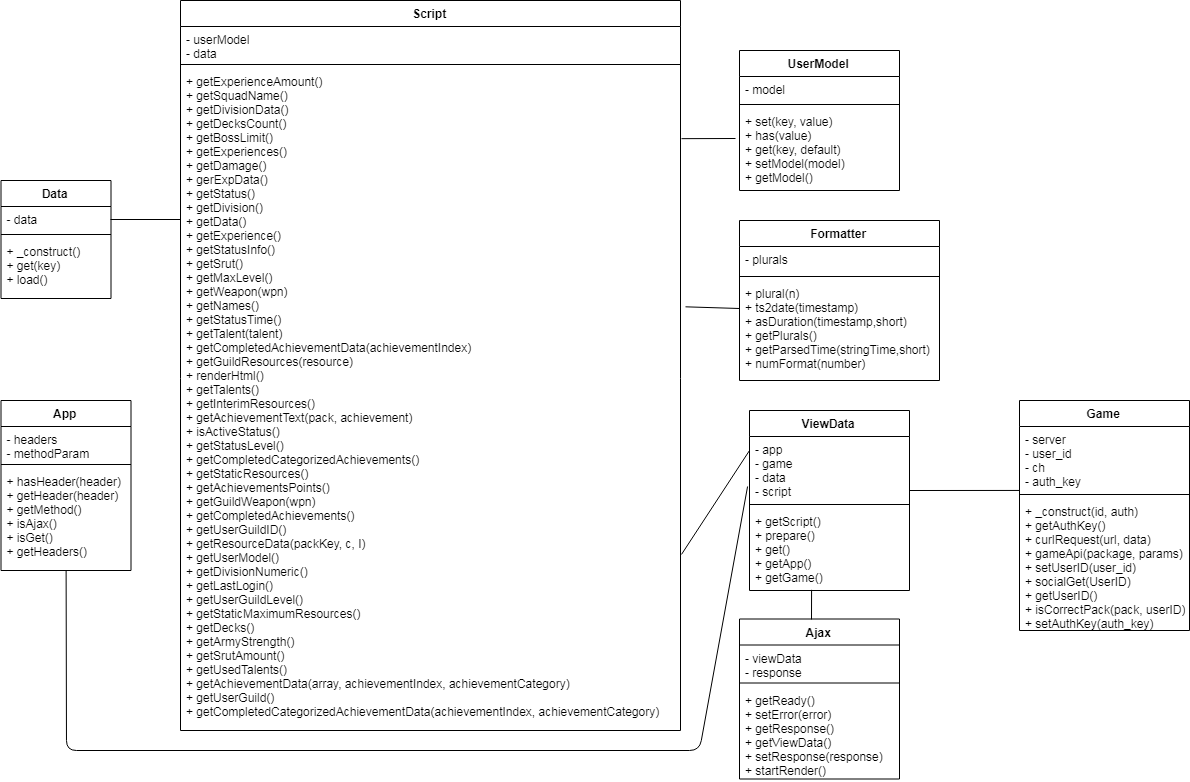 Script
- userModel
- data
+ getExperienceAmount()
+ getSquadName()
+ getDivisionData()
+ getDecksCount()
+ getBossLimit()
+ getExperiences()
+ getDamage()
+ gerExpData()
+ getStatus()
+ getDivision()
+ getData()
+ getExperience()
+ getStatusInfo()
+ getSrut()
+ getMaxLevel()
+ getWeapon(wpn)
+ getNames()
+ getStatusTime()
+ getTalent(talent)
+ getCompletedAchievementData(achievementIndex)
+ getGuildResources(resource)
+ renderHtml()
+ getTalents()
+ getInterimResources()
+ getAchievementText(pack, achievement)
+ isActiveStatus()
+ getStatusLevel()
+ getCompletedCategorizedAchievements()
+ getStaticResources()
+ getAchievementsPoints()
+ getGuildWeapon(wpn)
+ getCompletedAchievements()
+ getUserGuildID()
+ getResourceData(packKey, c, l)
+ getUserModel()
+ getDivisionNumeric()
+ getLastLogin()
+ getUserGuildLevel()
+ getStaticMaximumResources()
+ getDecks()
+ getArmyStrength()
+ getSrutAmount()
+ getUsedTalents()
+ getAchievementData(array, achievementIndex, achievementCategory)
+ getUserGuild()
+ getCompletedCategorizedAchievementData(achievementIndex, achievementCategory)
UserModel
- model
+ set(key, value)
+ has(value)
+ get(key, default)
+ setModel(model)
+ getModel()
Data
- data
+ _construct()
+ get(key)
+ load()
Formatter
- plurals
+ plural(n)
+ ts2date(timestamp)
+ asDuration(timestamp,short)
+ getPlurals()
+ getParsedTime(stringTime,short)
+ numFormat(number)
App
- headers
- methodParam
+ hasHeader(header)
+ getHeader(header)
+ getMethod()
+ isAjax()
+ isGet()
+ getHeaders()
ViewData
- app
- game
- data
- script
+ getScript()
+ prepare()
+ get()
+ getApp()
+ getGame()
Game
- server
- user_id
- ch
- auth_key
+ _construct(id, auth)
+ getAuthKey()
+ curlRequest(url, data)
+ gameApi(package, params)
+ setUserID(user_id)
+ socialGet(UserID)
+ getUserID()
+ isCorrectPack(pack, userID)
+ setAuthKey(auth_key)
Ajax
- viewData
- response
+ getReady()
+ setError(error)
+ getResponse()
+ getViewData()
+ setResponse(response)
+ startRender()